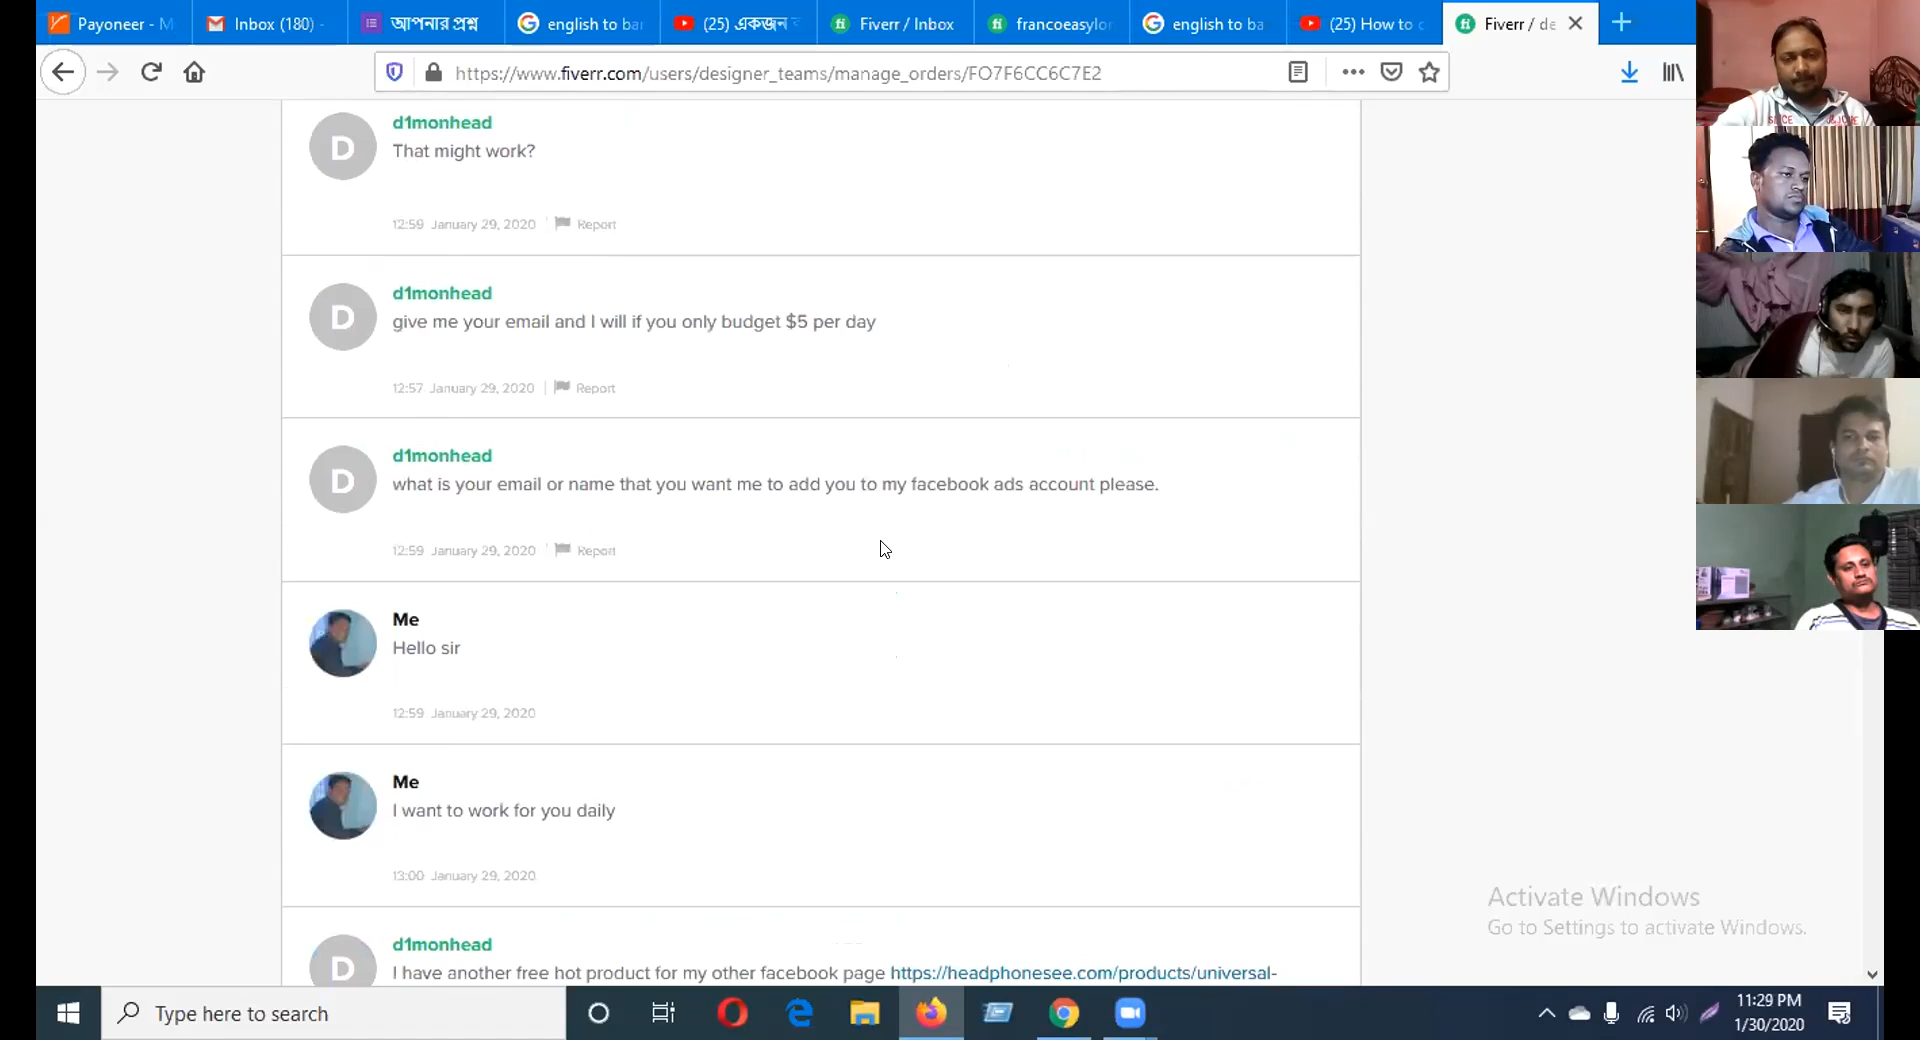 Payoneer - M
Inbox (180) -
আপনার প্রশ্ন
english to ba
(25) একজন
Fiverr / Inbox
francoeasylo
english to ba
(25) How to c
Fiverr / de
https://www.fiverr.com/users/designer_teams/manage_orders/FO7F6CC6C7E2
D
d1monhead
That might work?
12:59 January 29, 2020 | Report
D
d1monhead
give me your email and I will if you only budget $5 per day
12:57 January 29, 2020 | Report
D
d1monhead
what is your email or name that you want me to add you to my facebook ads account please.
12:59 January 29, 2020 | Report
Me
Hello sir
12:59 January 29, 2020
Me
I want to work for you daily
13:00 January 29, 2020
D
d1monhead
I have another free hot product for my other facebook page https://headphonesee.com/products/universal-
Activate Windows
Go to Settings to activate Windows.
Type here to search
11:29 PM
1/30/2020